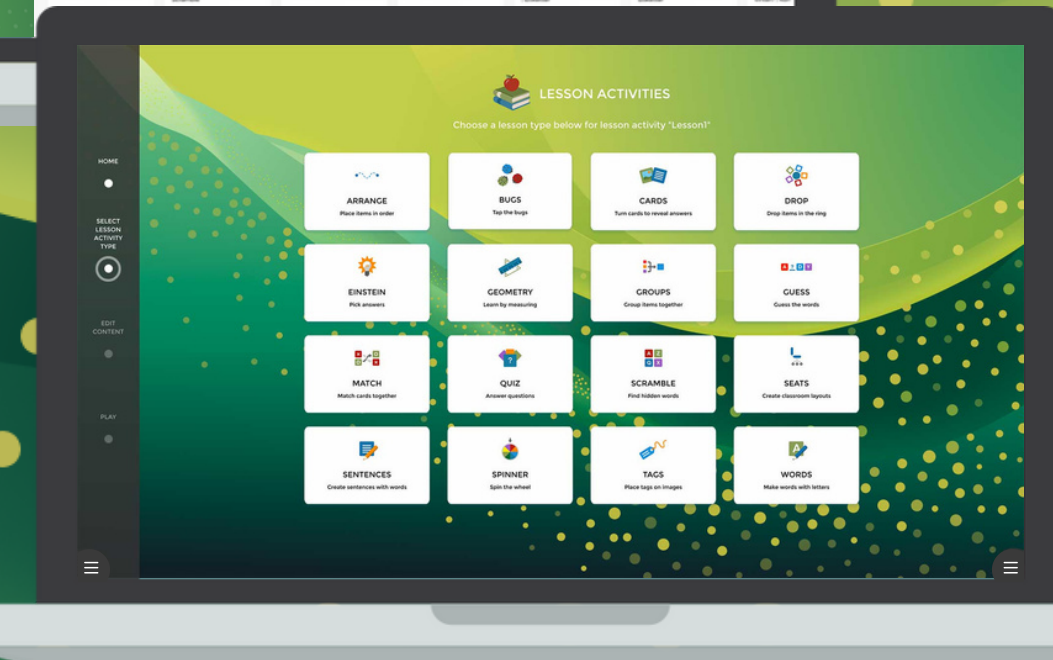 LESSON ACTIVITIES
Choose a lesson type below for lesson activity "Lesson1"
HOME
SELECT
LESSON
ACTIVITY
TYPE
EDIT
CONTENT
PLAY
ARRANGE
Place items in order
BUGS
Tap the bugs
CARDS
Turn cards to reveal answers
DROP
Drop items in the ring
EINSTEIN
Pick answers
GEOMETRY
Learn by measuring
GROUPS
Group items together
GUESS
Guess the words
MATCH
Match cards together
QUIZ
Answer questions
SCRAMBLE
Find hidden words
SEATS
Create classroom layouts
SENTENCES
Create sentences with words
SPINNER
Spin the wheel
TAGS
Place tags on images
WORDS
Make words with letters